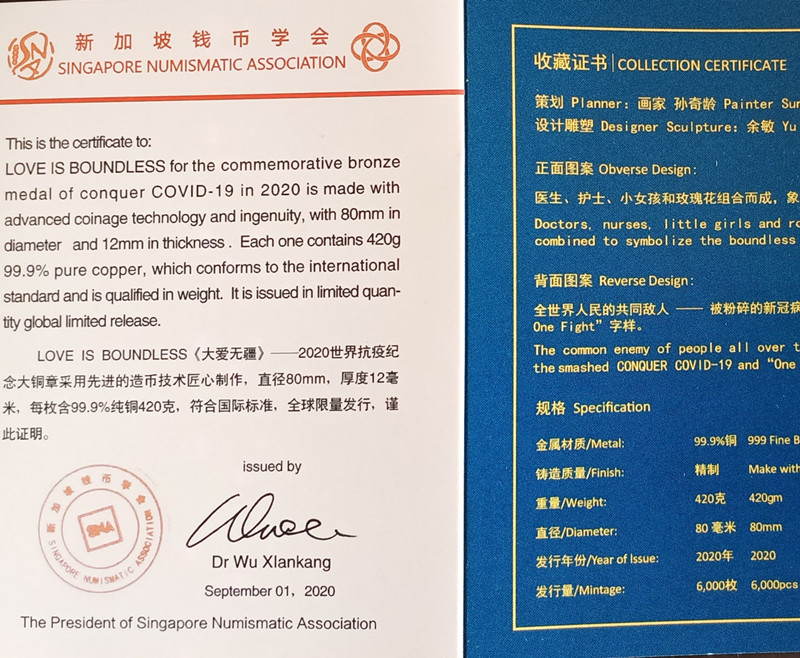 新加坡钱币学会
SINGAPORE NUMISMATIC ASSOCIATION
This is the certificate to:
LOVE IS BOUNDLESS for the commemorative bronze
medal of conquer COVID-19 in 2020 is made with
advanced coinage technology and ingenuity, with 80mm in
diameter and 12mm in thickness . Each one contains 420g
99.9% pure copper, which conforms to the international
standard and is qualified in weight. It is issued in limited quan-
tity global limited release.
LOVE IS BOUNDLESS《大爱无疆》——2020世界抗疫纪
念大铜章采用先进的造币技术匠心制作，直径80mm，厚度12毫
米，每枚含99.9%纯铜420克，符合国际标准，全球限量发行，谨
此证明。
issued by
新加坡钱币学会
SNA
SINGAPORE NUMISMATIC ASSOCIATION
Dr Wu XIankang
September 01, 2020
The President of Singapore Numismatic Association
收藏证书 | COLLECTION CERTIFICATE
策划 Planner: 画家 孙奇龄 Painter Sun
设计雕塑 Designer Sculpture: 余敏 Yu
正面图案 Obverse Design:
医生、护士、小女孩和玫瑰花组合而成，象
Doctors, nurses, little girls and ro
combined to symbolize the boundless
背面图案 Reverse Design:
全世界人民的共同敌人 —— 被粉碎的新冠病
One Fight”字样。
The common enemy of people all over t
the smashed CONQUER COVID-19 and “One
规格 Specification
金属材质/Metal: 99.9%铜 999 Fine B
铸造质量/Finish: 精制 Make with
重量/Weight: 420克 420gm
直径/Diameter: 80 毫米 80mm
发行年份/Year of Issue: 2020年 2020
发行量/Mintage: 6,000枚 6,000pcs